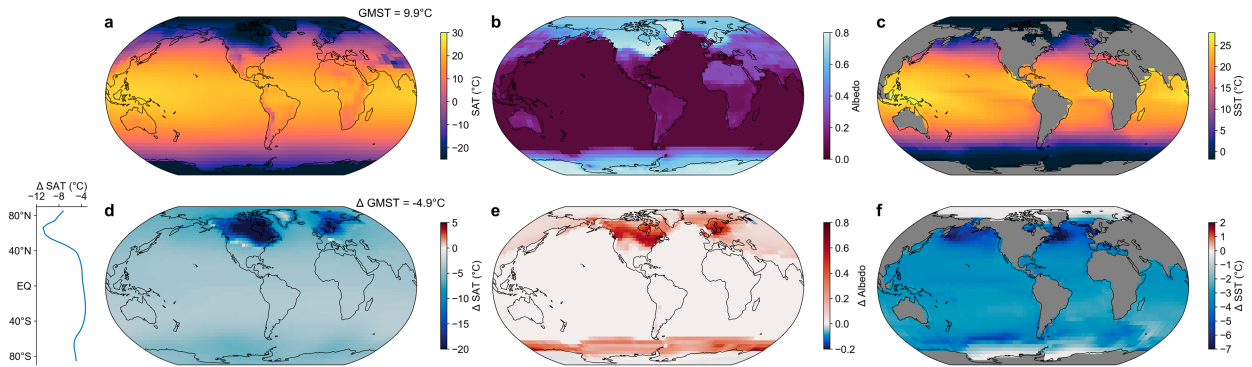 a
GMST = 9.9°C
30
20
10
0
−10
−20
SAT (°C)
b
0.8
0.6
0.4
0.2
0.0
Albedo
c
25
20
15
10
5
0
SST (°C)
Δ SAT (°C)
−12 −8 −4
80°N
40°N
EQ
40°S
80°S
d
Δ GMST = -4.9°C
5
0
−5
−10
−15
−20
Δ SAT (°C)
e
0.8
0.6
0.4
0.2
0.0
−0.2
Δ Albedo
f
2
1
0
−1
−2
−3
−4
−5
−6
−7
Δ SST (°C)